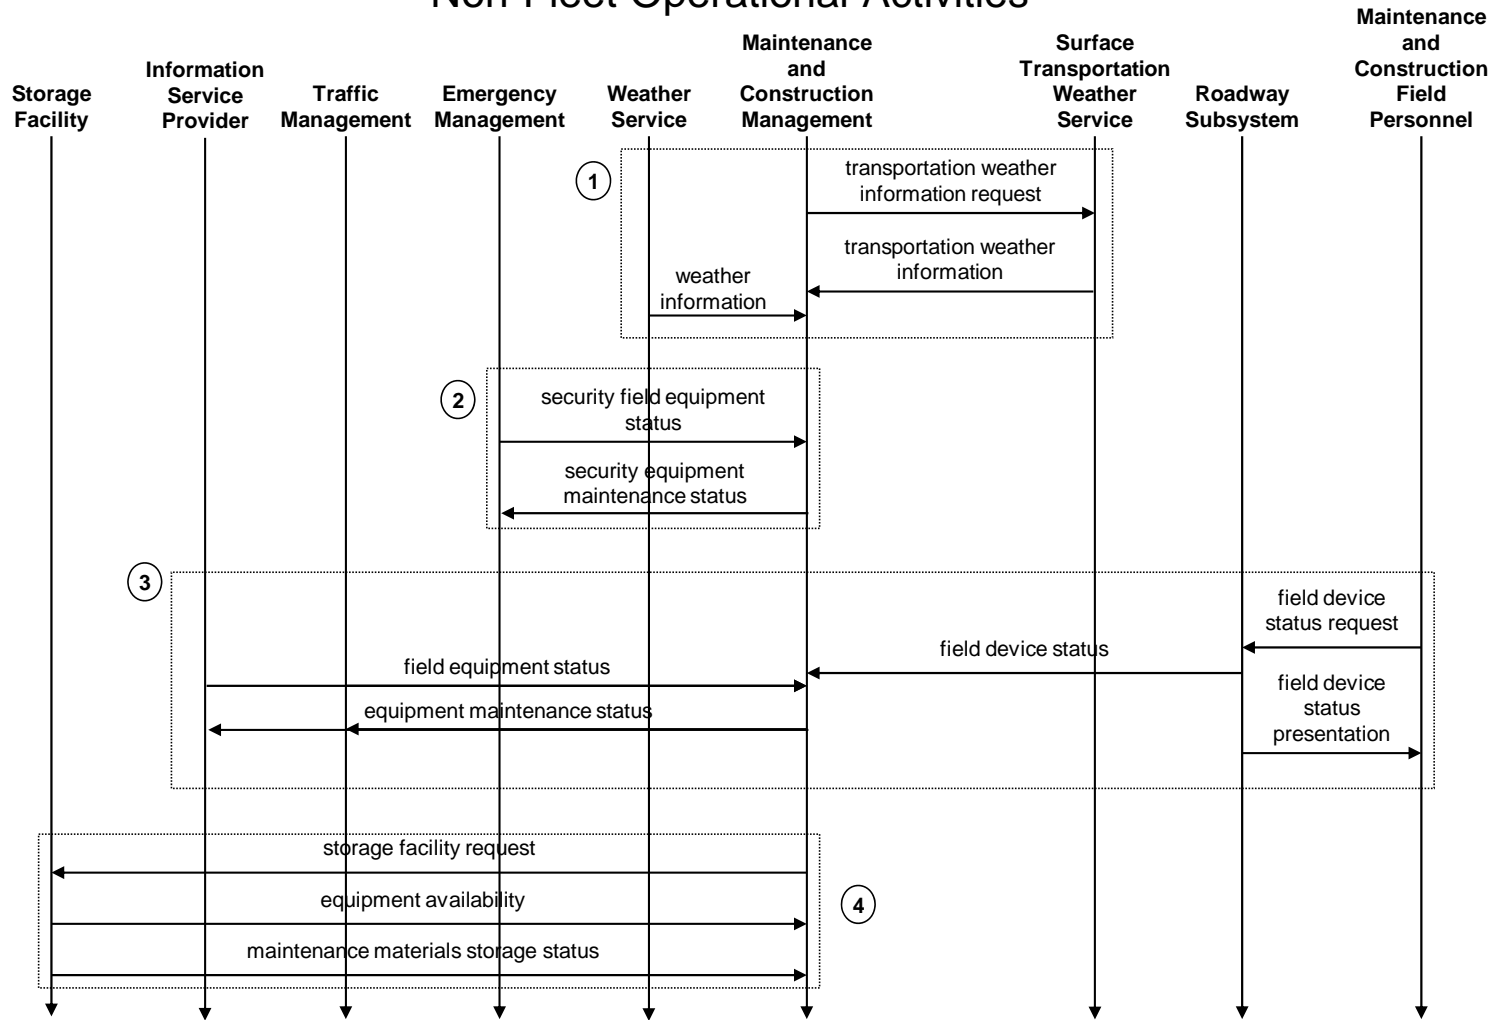 Non-Fleet Operational Activities
Storage
Facility
Information
Service
Provider
Traffic
Management
Emergency
Management
Weather
Service
Maintenance
and
Construction
Management
Surface
Transportation
Weather
Service
Roadway
Subsystem
Maintenance
and
Construction
Field
Personnel
1
transportation weather
information request
transportation weather
information
weather
information
2
security field equipment
status
security equipment
maintenance status
3
field device
status request
field device status
field equipment status
field device
status
presentation
equipment maintenance status
storage facility request
equipment availability
4
maintenance materials storage status